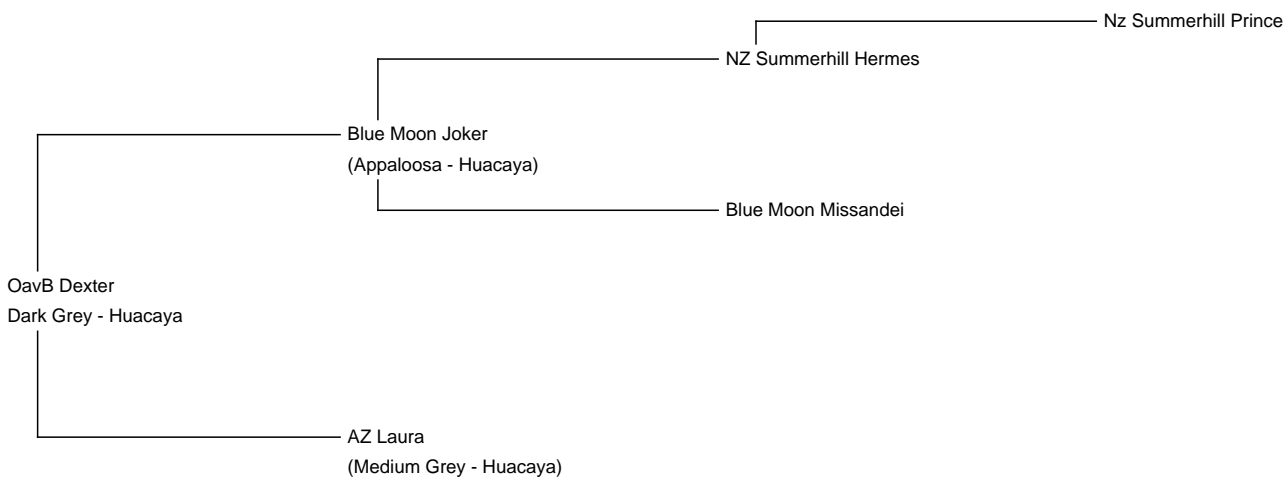 Nz Summerhill Prince
NZ Summerhill Hermes
Blue Moon Joker
(Appaloosa - Huacaya)
Blue Moon Missandei
OavB Dexter
Dark Grey - Huacaya
AZ Laura
(Medium Grey - Huacaya)